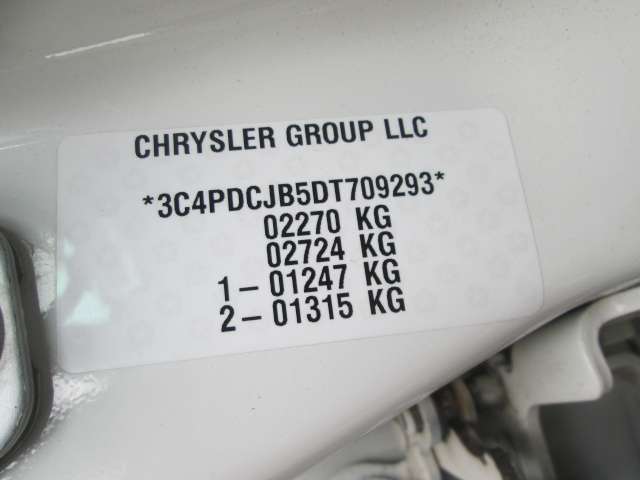 CHRYSLER GROUP LLC
*3C4PDCJB5DT709293*
02270 KG
02724 KG
1 – 01247 KG
2 – 01315 KG